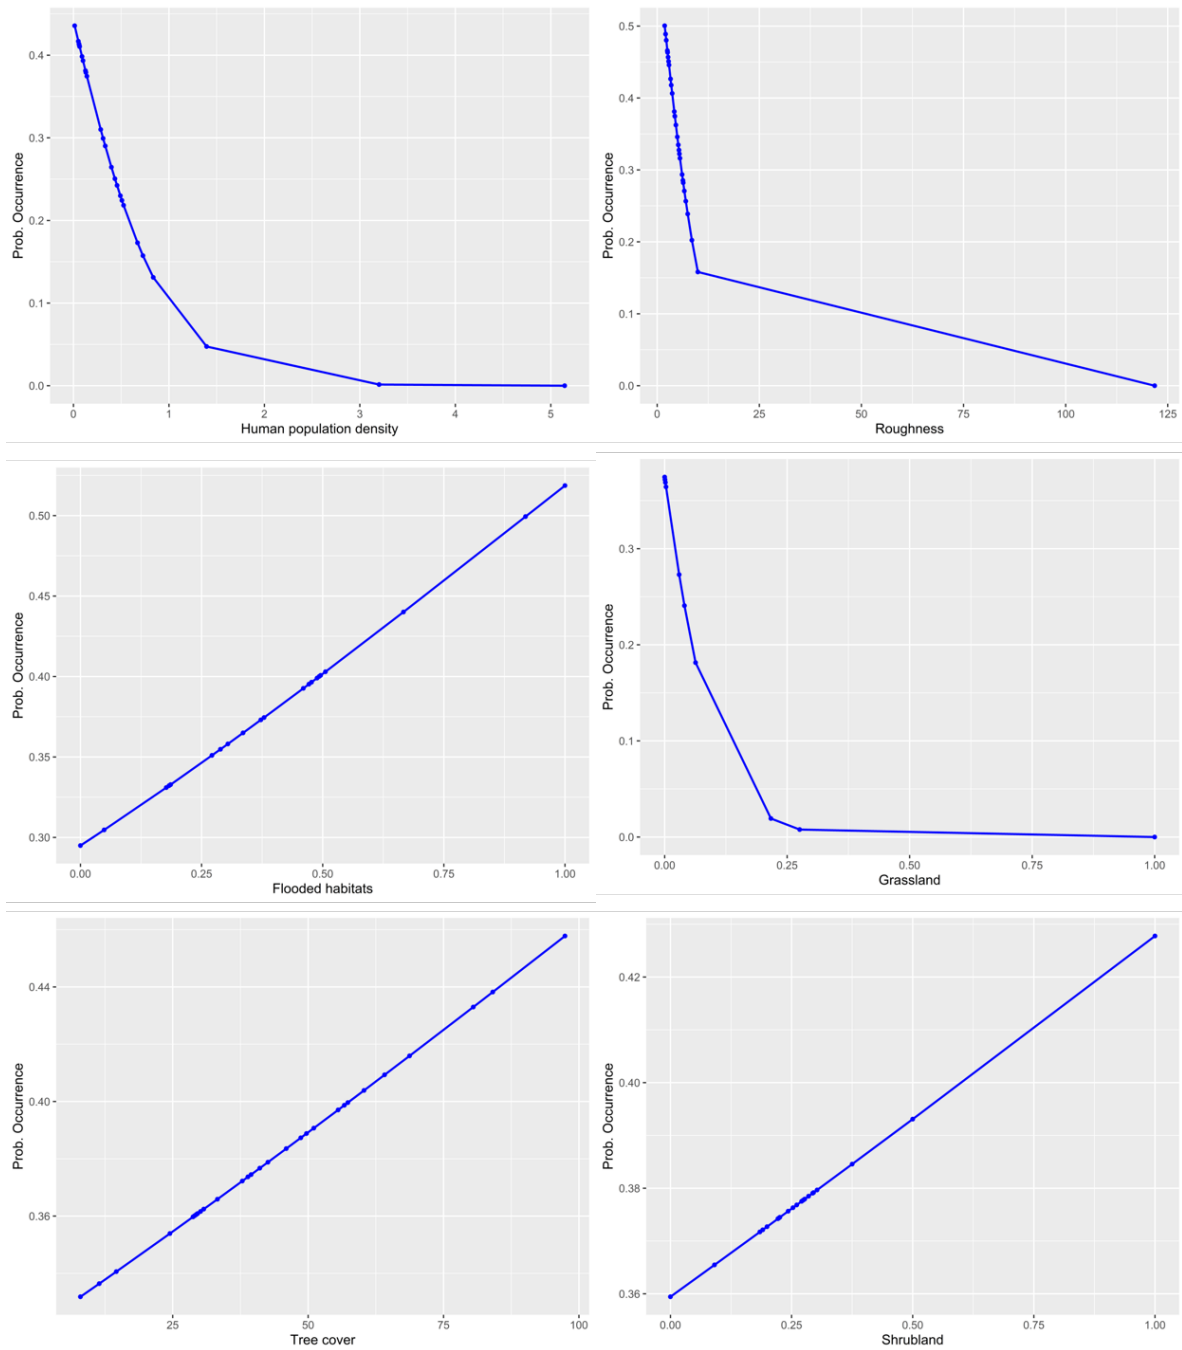 0.4
0.3
0.2
0.1
0.0
Prob. Occurrence
0 1 2 3 4 5
Human population density
0.5
0.4
0.3
0.2
0.1
0.0
Prob. Occurrence
0 25 50 75 100 125
Roughness
0.50
0.45
0.40
0.35
0.30
Prob. Occurrence
0.00 0.25 0.50 0.75 1.00
Flooded habitats
0.3
0.2
0.1
0.0
Prob. Occurrence
0.00 0.25 0.50 0.75 1.00
Grassland
0.44
0.40
0.36
Prob. Occurrence
25 50 75 100
Tree cover
0.42
0.40
0.38
0.36
Prob. Occurrence
0.00 0.25 0.50 0.75 1.00
Shrubland